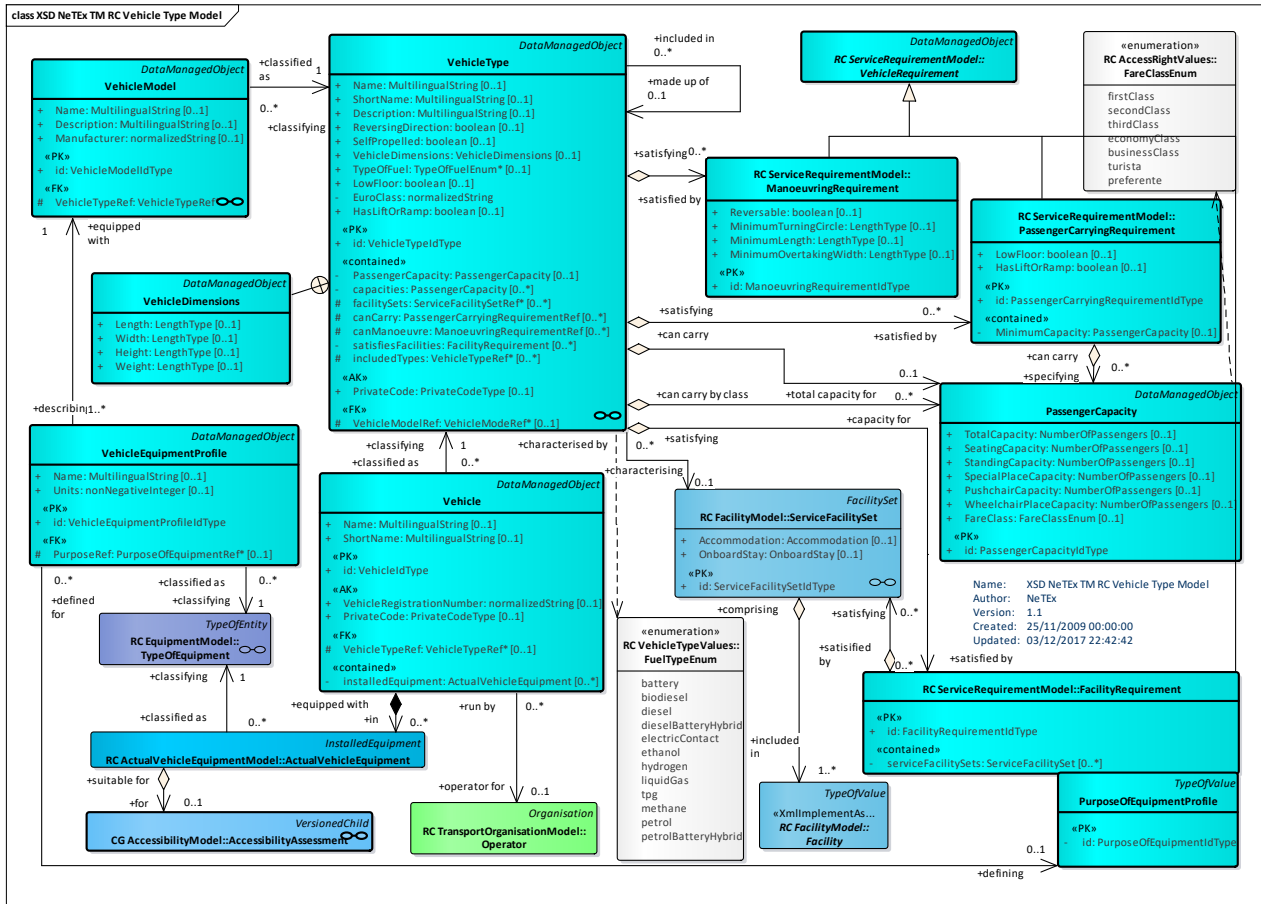 class XSD NeTEx TM RC Vehicle Type Model
DataManagedObject
VehicleModel
+ Name: MultilingualString [0..1]
+ Description: MultilingualString [0..1]
+ Manufacturer: normalizedString [0..1]
«PK»
+ id: VehicleModelIdType
«FK»
# VehicleTypeRef: VehicleTypeRef
+classified
as
1
0..*
+classifying
DataManagedObject
VehicleType
+ Name: MultilingualString [0..1]
+ ShortName: MultilingualString [0..1]
+ Description: MultilingualString [0..1]
+ ReversingDirection: boolean [0..1]
+ SelfPropelled: boolean [0..1]
+ VehicleDimensions: VehicleDimensions [0..1]
+ TypeOfFuel: TypeOfFuelEnum* [0..1]
+ LowFloor: boolean [0..1]
- EuroClass: normalizedString
+ HasLiftOrRamp: boolean [0..1]
«PK»
+ id: VehicleTypeIdType
«contained»
- PassengerCapacity: PassengerCapacity [0..1]
- capacities: PassengerCapacity [0..*]
# facilitySets: ServiceFacilitySetRef [0..*]
# canCarry: PassengerCarryingRequirementRef [0..*]
# canManoeuvre: ManoeuvringRequirementRef [0..*]
- satisfiesFacilities: FacilityRequirement [0..*]
# includedTypes: VehicleTypeRef* [0..*]
«AK»
+ PrivateCode: PrivateCodeType [0..1]
«FK»
# VehicleModelRef: VehicleModeRef* [0..1]
+included in
0..*
+made up of
0..1
DataManagedObject
RC ServiceRequirementModel::
VehicleRequirement
«enumeration»
RC AccessRightValues::
FareClassEnum
firstClass
secondClass
thirdClass
economyClass
businessClass
turista
preferente
+satisfying
0..*
+satisfied by
RC ServiceRequirementModel::
ManoeuvringRequirement
+ Reversable: boolean [0..1]
+ MinimumTurningCircle: LengthType [0..1]
+ MinimumLength: LengthType [0..1]
+ MinimumOvertakingWidth: LengthType [0..1]
«PK»
+ id: ManoeuvringRequirementIdType
RC ServiceRequirementModel::
PassengerCarryingRequirement
+ LowFloor: boolean [0..1]
+ HasLiftOrRamp: boolean [0..1]
«PK»
+ id: PassengerCarryingRequirementIdType
«contained»
- MinimumCapacity: PassengerCapacity [0..1]
1
+equipped
with
DataManagedObject
VehicleDimensions
+ Length: LengthType [0..1]
+ Width: LengthType [0..1]
+ Height: LengthType [0..1]
+ Weight: LengthType [0..1]
+satisfying
0..*
+can carry
+satisfied by
+can carry
0..*
+specifying
0..1
+can carry by class
+total capacity for
0..*
+capacity for
DataManagedObject
PassengerCapacity
+ TotalCapacity: NumberOfPassengers [0..1]
+ SeatingCapacity: NumberOfPassengers [0..1]
+ StandingCapacity: NumberOfPassengers [0..1]
+ SpecialPlaceCapacity: NumberOfPassengers [0..1]
+ PushchairCapacity: NumberOfPassengers [0..1]
+ WheelchairPlaceCapacity: NumberOfPassengers [0..1]
+ FareClass: FareClassEnum [0..1]
«PK»
+ id: PassengerCapacityIdType
+describing
1..*
DataManagedObject
VehicleEquipmentProfile
+ Name: MultilingualString [0..1]
+ Units: nonNegativeInteger [0..1]
«PK»
+ id: VehicleEquipmentProfileIdType
«FK»
# PurposeRef: PurposeOfEquipmentRef* [0..1]
+classifying
1
+classified as
0..*
+characterised by
0..*
+satisfying
+characterising
0..1
DataManagedObject
Vehicle
+ Name: MultilingualString [0..1]
+ ShortName: MultilingualString [0..1]
«PK»
+ id: VehicleIdType
«AK»
+ VehicleRegistrationNumber: normalizedString [0..1]
+ PrivateCode: PrivateCodeType [0..1]
«FK»
# VehicleTypeRef: VehicleTypeRef* [0..1]
«contained»
- installedEquipment: ActualVehicleEquipment [0..*]
FacilitySet
RC FacilityModel::ServiceFacilitySet
+ Accommodation: Accommodation [0..1]
+ OnboardStay: OnboardStay [0..1]
«PK»
+ id: ServiceFacilitySetIdType
Name: XSD NeTEx TM RC Vehicle Type Model
Author: NeTEx
Version: 1.1
Created: 25/11/2009 00:00:00
Updated: 03/12/2017 22:42:42
0..*
+defined
for
+classified as
0..*
+classifying
1
TypeOfEntity
RC EquipmentModel::
TypeOfEquipment
+classifying
1
+classified as
0..*
+comprising
+satisfying
0..*
+satisfied
by
0..*
+satisfied by
«enumeration»
RC VehicleTypeValues::
FuelTypeEnum
battery
biodiesel
diesel
dieselBatteryHybrid
electricContact
ethanol
hydrogen
liquidGas
tpg
methane
petrol
petrolBatteryHybrid
RC ServiceRequirementModel::FacilityRequirement
«PK»
+ id: FacilityRequirementIdType
«contained»
- serviceFacilitySets: ServiceFacilitySet [0..*]
+equipped with
+in
0..*
+run by
0..*
InstalledEquipment
RC ActualVehicleEquipmentModel::ActualVehicleEquipment
+suitable for
+for
0..1
VersionedChild
CG AccessibilityModel::AccessibilityAssessment
+operator for
0..1
Organisation
RC TransportOrganisationModel::
Operator
+included
in
1..*
TypeOfValue
«XmlImplementAs...
RC FacilityModel::
Facility
TypeOfValue
PurposeOfEquipmentProfile
«PK»
- id: PurposeOfEquipmentIdType
0..1
+defining